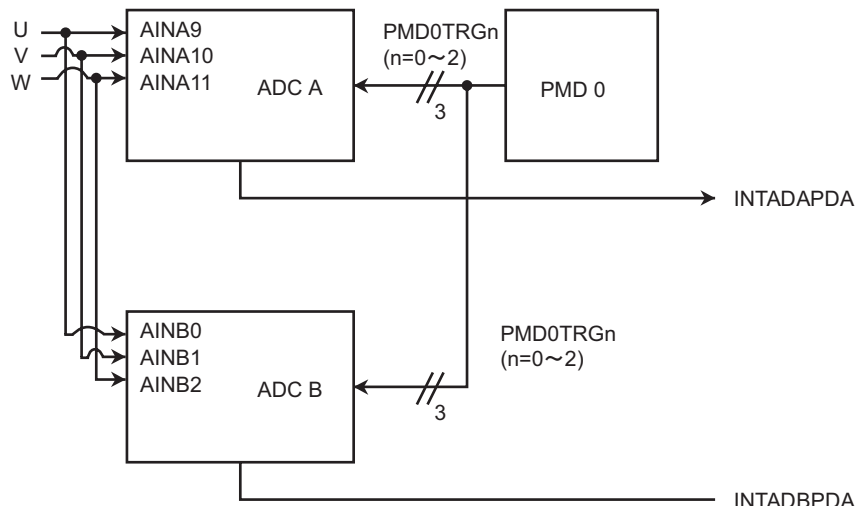 U
V
W
AINA9
AINA10
AINA11
ADC A
PMD0TRGn
(n=0～2)
3
PMD 0
INTADAPDA
AINB0
AINB1
AINB2
ADC B
PMD0TRGn
(n=0～2)
3
INTADBPDA